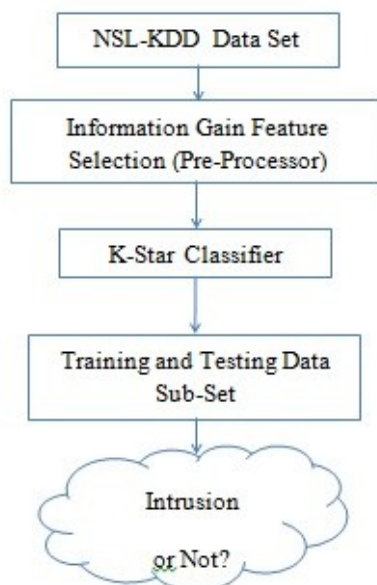 NSL-KDD Data Set
Information Gain Feature
Selection (Pre-Processor)
K-Star Classifier
Training and Testing Data
Sub-Set
Intrusion
or Not?